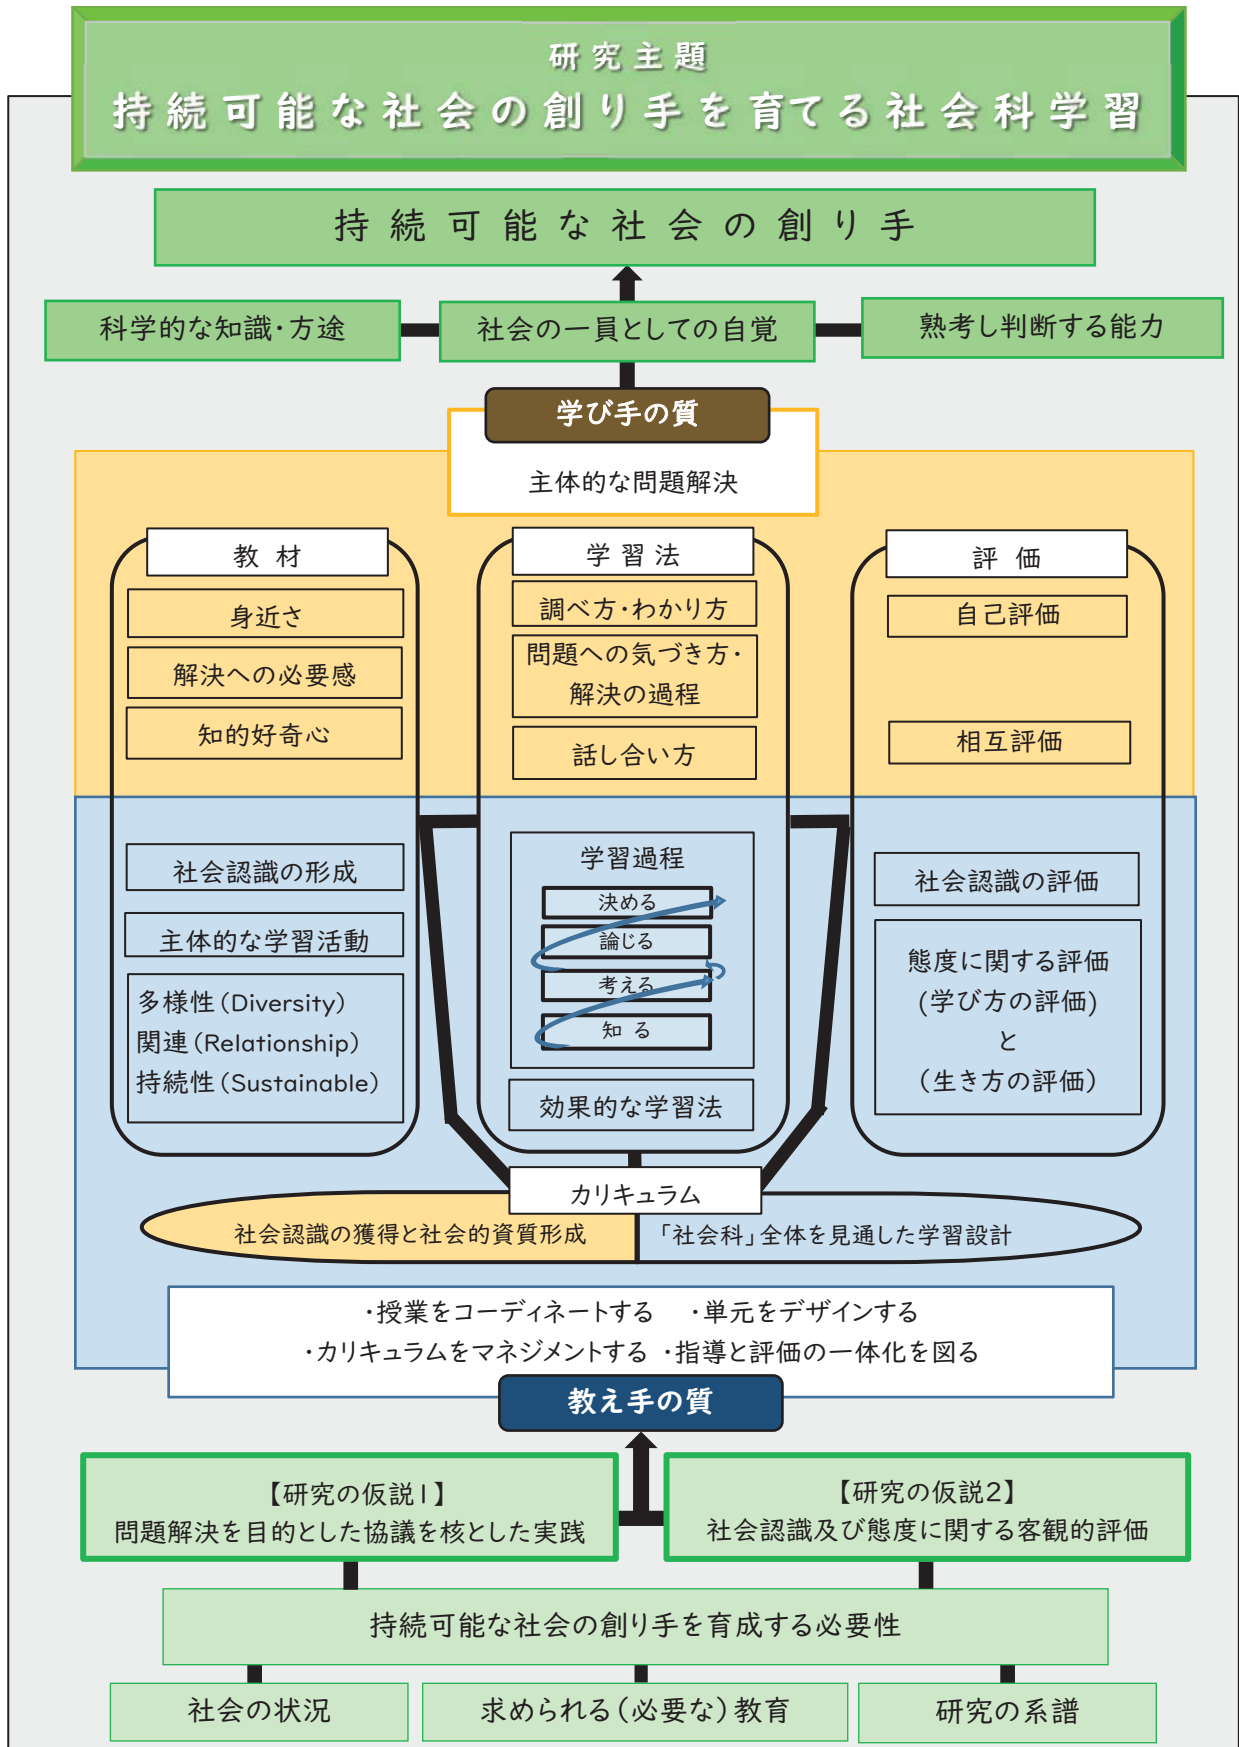 研究主題
持続可能な社会の創り手を育てる社会科学習
持続可能な社会の創り手
科学的な知識・方途
社会の一員としての自覚
熟考し判断する能力
学び手の質
主体的な問題解決
教材
身近さ
解決への必要感
知的好奇心
社会認識の形成
主体的な学習活動
多様性(Diversity)
関連(Relationship)
持続性(Sustainable)
学習法
調べ方・わかり方
問題への気づき方・
解決の過程
話し合い方
学習過程
決める
論じる
考える
知る
効果的な学習法
評価
自己評価
相互評価
社会認識の評価
態度に関する評価
(学び方の評価)
と
(生き方の評価)
カリキュラム
社会認識の獲得と社会的資質形成
「社会科」全体を見通した学習設計
・授業をコーディネートする ・単元をデザインする
・カリキュラムをマネジメントする ・指導と評価の一体化を図る
教え手の質
【研究の仮説1】
問題解決を目的とした協議を核とした実践
【研究の仮説2】
社会認識及び態度に関する客観的評価
持続可能な社会の創り手を育成する必要性
社会の状況
求められる(必要な)教育
研究の系譜